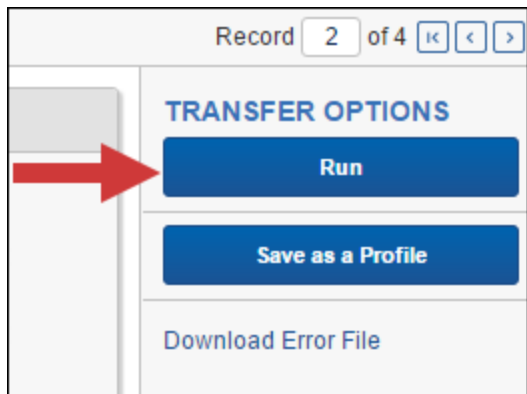 Record 2 of 4
TRANSFER OPTIONS
Run
Save as a Profile
Download Error File